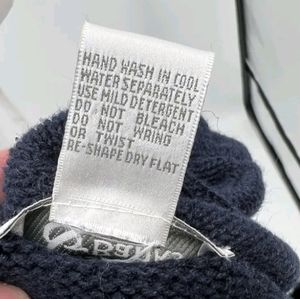 HAND WASH IN COOL
WATER SEPARATELY
USE MILD DETERGENT
DO NOT BLEACH
DO NOT WRING
OR TWIST
RE-SHAPE DRY FLAT